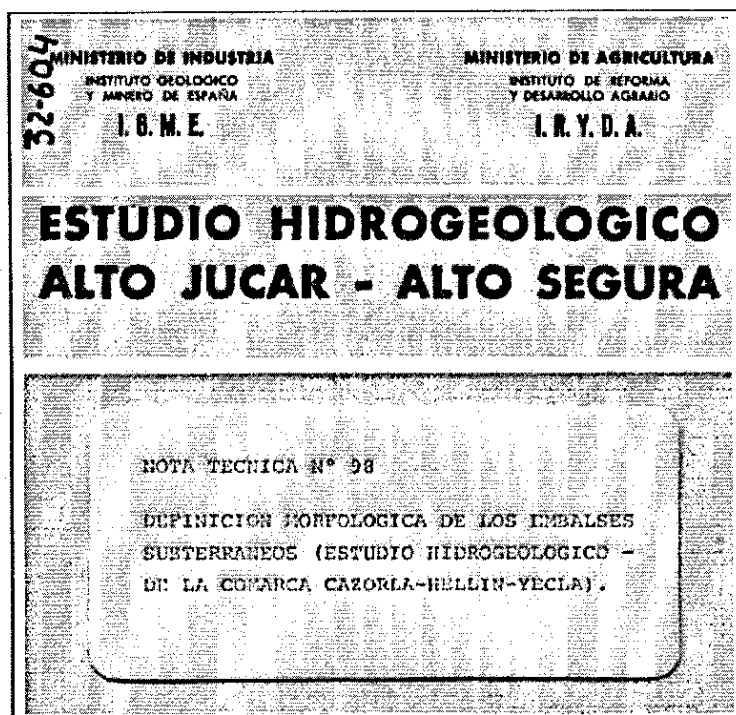 32-604
MINISTERIO DE INDUSTRIA
INSTITUTO GEOLOGICO
Y MINERO DE ESPAÑA
I. G. M. E.
MINISTERIO DE AGRICULTURA
INSTITUTO DE REFORMA
Y DESARROLLO AGRARIO
I. R. Y. D. A.
ESTUDIO HIDROGEOLOGICO
ALTO JUCAR - ALTO SEGURA
NOTA TECNICA Nº 98
DEFINICION MORFOLOGICA DE LOS EMBALSES
SUBTERRANEOS (ESTUDIO HIDROGEOLOGICO -
DE LA COMARCA CAZORLA-HELLIN-YECLA).